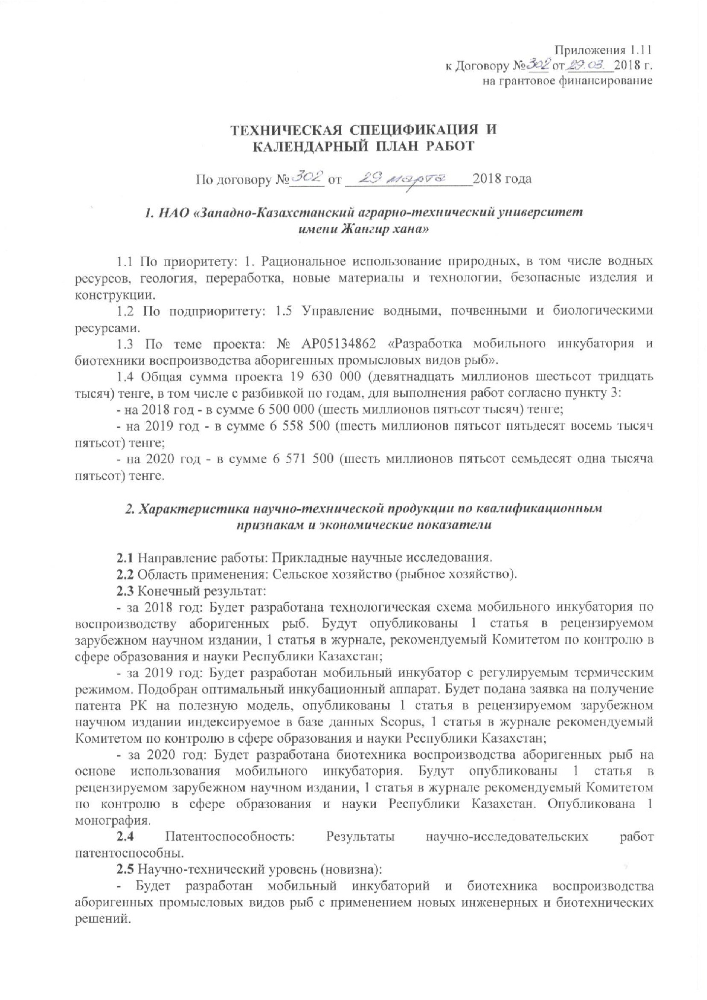 Приложения 1.11
к Договору № 302 от 29.03. 2018 г.
на грантовое финансирование
ТЕХНИЧЕСКАЯ СПЕЦИФИКАЦИЯ И
КАЛЕНДАРНЫЙ ПЛАН РАБОТ
По договору № 302 от 29 марта 2018 года
1. НАО «Западно-Казахстанский аграрно-технический университет
имени Жангир хана»
1.1 По приоритету: 1. Рациональное использование природных, в том числе водных
ресурсов, геология, переработка, новые материалы и технологии, безопасные изделия и
конструкции.
1.2 По подприоритету: 1.5 Управление водными, почвенными и биологическими
ресурсами.
1.3 По теме проекта: № АР05134862 «Разработка мобильного инкубатория и
биотехники воспроизводства аборигенных промысловых видов рыб».
1.4 Общая сумма проекта 19 630 000 (девятнадцать миллионов шестьсот тридцать
тысяч) тенге, в том числе с разбивкой по годам, для выполнения работ согласно пункту 3:
- на 2018 год - в сумме 6 500 000 (шесть миллионов пятьсот тысяч) тенге;
- на 2019 год - в сумме 6 558 500 (шесть миллионов пятьсот пятьдесят восемь тысяч
пятьсот) тенге;
- на 2020 год - в сумме 6 571 500 (шесть миллионов пятьсот семьдесят одна тысяча
пятьсот) тенге.
2. Характеристика научно-технической продукции по квалификационным
признакам и экономические показатели
2.1 Направление работы: Прикладные научные исследования.
2.2 Область применения: Сельское хозяйство (рыбное хозяйство).
2.3 Конечный результат:
- за 2018 год: Будет разработана технологическая схема мобильного инкубатория по
воспроизводству аборигенных рыб. Будут опубликованы 1 статья в рецензируемом
зарубежном научном издании, 1 статья в журнале, рекомендуемый Комитетом по контролю в
сфере образования и науки Республики Казахстан;
- за 2019 год: Будет разработан мобильный инкубатор с регулируемым термическим
режимом. Подобран оптимальный инкубационный аппарат. Будет подана заявка на получение
патента РК на полезную модель, опубликованы 1 статья в рецензируемом зарубежном
научном издании индексируемое в базе данных Scopus, 1 статья в журнале рекомендуемый
Комитетом по контролю в сфере образования и науки Республики Казахстан;
- за 2020 год: Будет разработана биотехника воспроизводства аборигенных рыб на
основе использования мобильного инкубатория. Будут опубликованы 1 статья в
рецензируемом зарубежном научном издании, 1 статья в журнале рекомендуемый Комитетом
по контролю в сфере образования и науки Республики Казахстан. Опубликована 1
монография.
2.4 Патентоспособность: Результаты научно-исследовательских работ
патентоспособны.
2.5 Научно-технический уровень (новизна):
- Будет разработан мобильный инкубаторий и биотехника воспроизводства
аборигенных промысловых видов рыб с применением новых инженерных и биотехнических
решений.